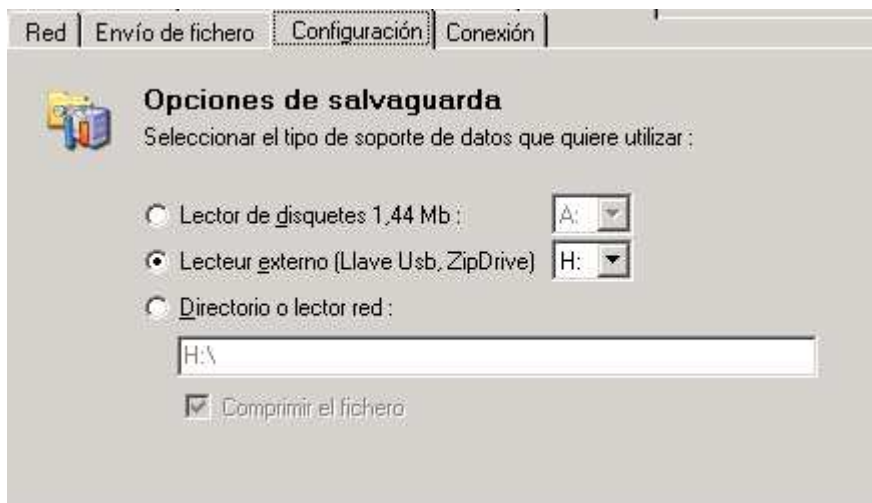 Red Envío de fichero Configuración Conexión
Opciones de salvaguarda
Seleccionar el tipo de soporte de datos que quiere utilizar :
Lector de disquetes 1,44 Mb : A:
Lecteur externo (Llave Usb, ZipDrive) H:
Directorio o lector red :
H:\
Comprimir el fichero